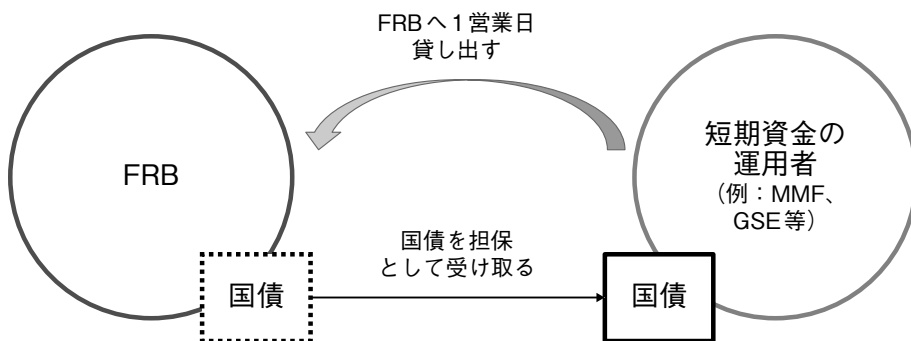 FRBへ1営業日
貸し出す
FRB
短期資金の
運用者
（例：MMF、
GSE等）
国債を担保
として受け取る
国債
国債